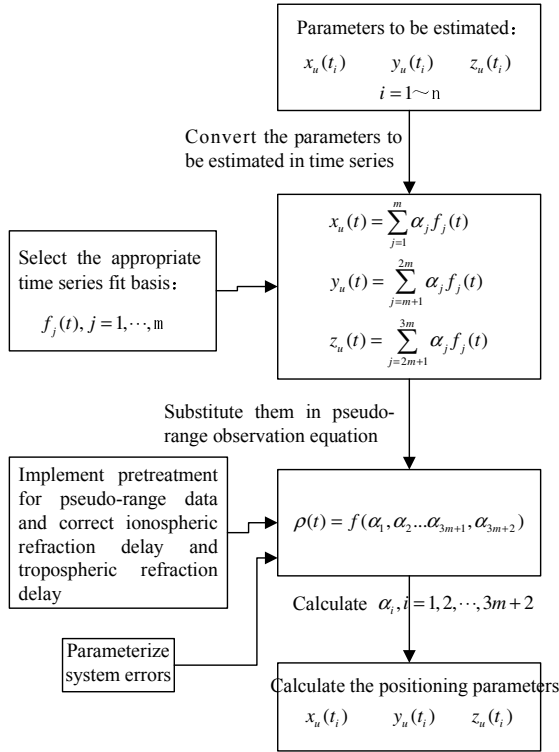 Parameters to be estimated：
x_u(t_i) y_u(t_i) z_u(t_i)
i = 1～n
Convert the parameters to
be estimated in time series
x_u(t) = ∑_{j=1}^{m} α_j f_j(t)
y_u(t) = ∑_{j=m+1}^{2m} α_j f_j(t)
z_u(t) = ∑_{j=2m+1}^{3m} α_j f_j(t)
Select the appropriate
time series fit basis：
f_j(t), j = 1,⋯,m
Substitute them in pseudo-
range observation equation
Implement pretreatment
for pseudo-range data
and correct ionospheric
refraction delay and
tropospheric refraction
delay
ρ(t) = f(α_1, α_2...α_{3m+1}, α_{3m+2})
Calculate α_i, i = 1, 2,⋯, 3m + 2
Parameterize
system errors
Calculate the positioning parameters
x_u(t_i) y_u(t_i) z_u(t_i)